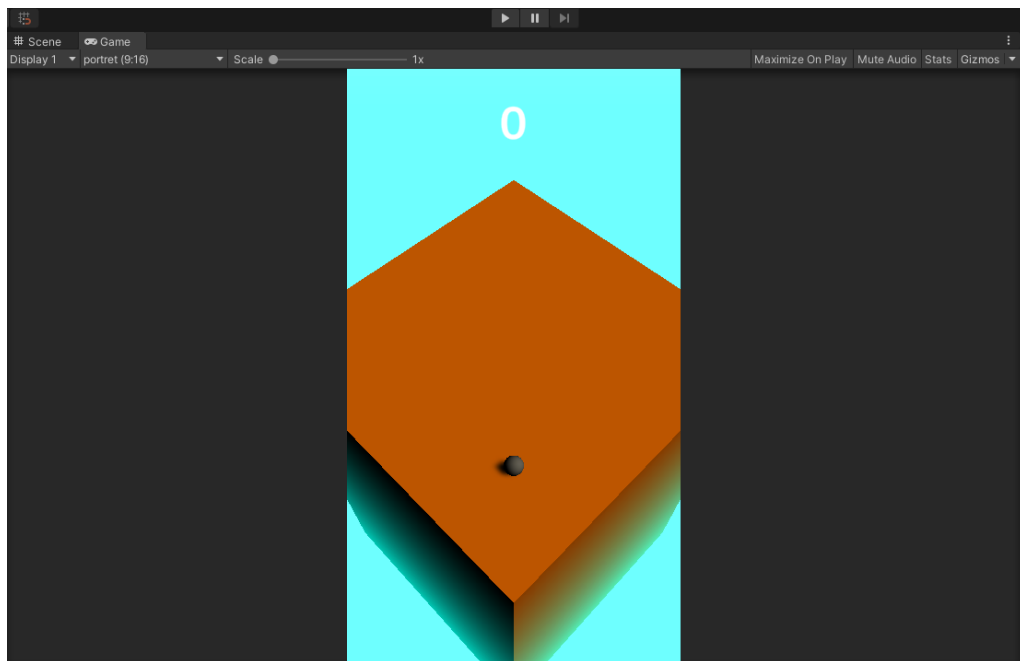 Scene Game
Display 1 portret (9:16) Scale 1x Maximize On Play Mute Audio Stats Gizmos
0